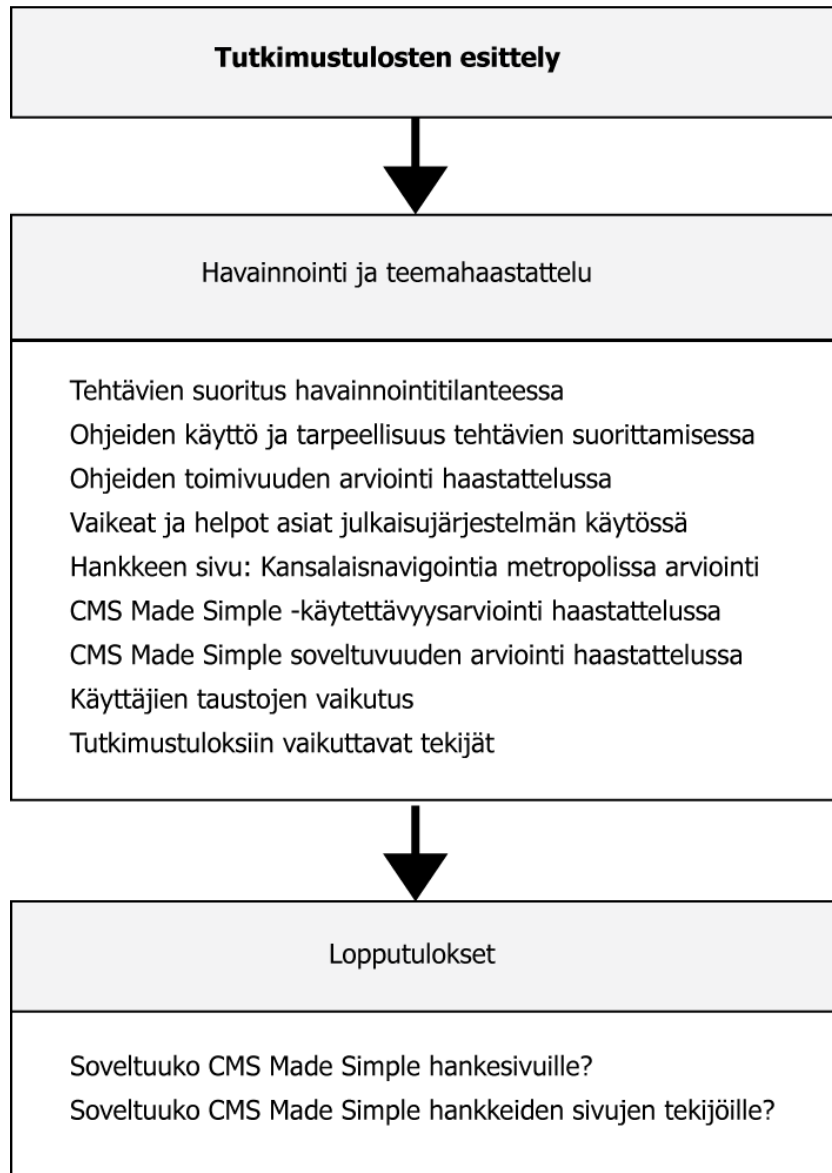 Tutkimustulosten esittely
Havainnointi ja teemahaastattelu
Tehtävien suoritus havainnointitilanteessa
Ohjeiden käyttö ja tarpeellisuus tehtävien suorittamisessa
Ohjeiden toimivuuden arviointi haastattelussa
Vaikeat ja helpot asiat julkaisujärjestelmän käytössä
Hankkeen sivu: Kansalaisnavigointia metropolissa arviointi
CMS Made Simple -käytettävyysarviointi haastattelussa
CMS Made Simple soveltuvuuden arviointi haastattelussa
Käyttäjien taustojen vaikutus
Tutkimustuloksiin vaikuttavat tekijät
Lopputulokset
Soveltuuko CMS Made Simple hankesivuille?
Soveltuuko CMS Made Simple hankkeiden sivujen tekijöille?